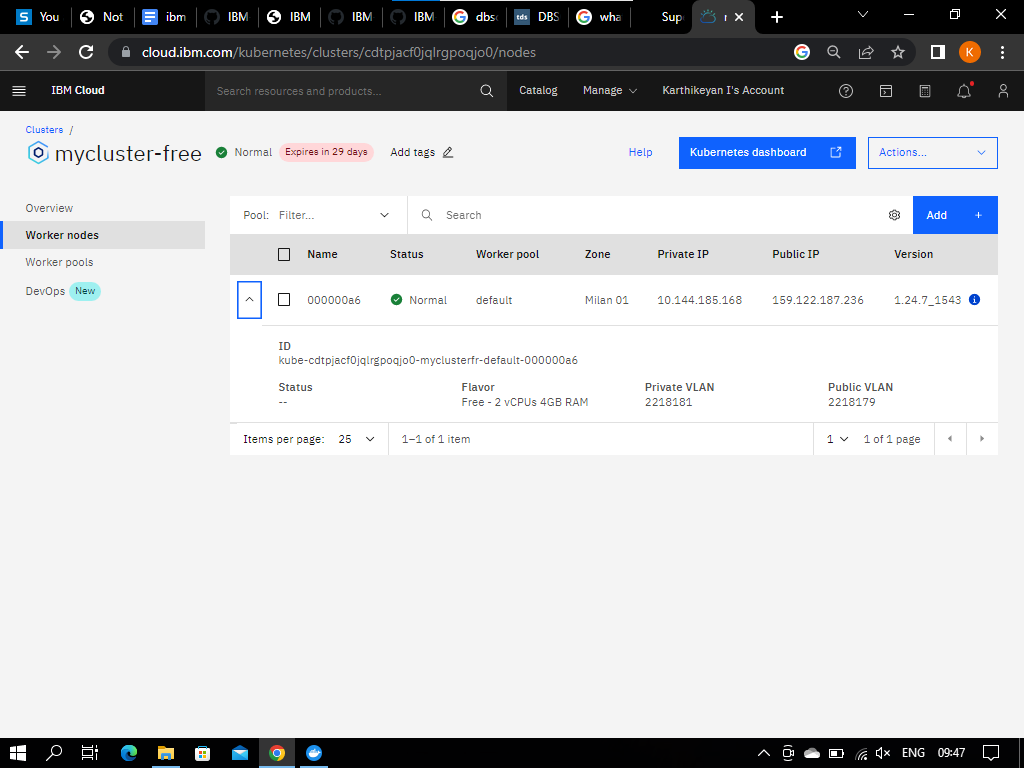 You
Not
ibm
IBM
IBM
IBM
IBM
dbs
DBS
wha
Sup
cloud.ibm.com/kubernetes/clusters/cdtpjacf0jqlrgpoqjo0/nodes
K
IBM Cloud
Search resources and products...
Catalog
Manage
Karthikeyan I's Account
Clusters /
mycluster-free
Normal
Expires in 29 days
Add tags
Help
Kubernetes dashboard
Actions...
Overview
Worker nodes
Worker pools
DevOps New
Pool: Filter...
Search
Add +
Name Status Worker pool Zone Private IP Public IP Version
000000a6 Normal default Milan 01 10.144.185.168 159.122.187.236 1.24.7_1543
ID
kube-cdtpjacf0jqlrgpoqjo0-myclusterfr-default-000000a6
Status Flavor Private VLAN Public VLAN
-- Free - 2 vCPUs 4GB RAM 2218181 2218179
Items per page: 25 1–1 of 1 item 1 1 of 1 page
ENG 09:47